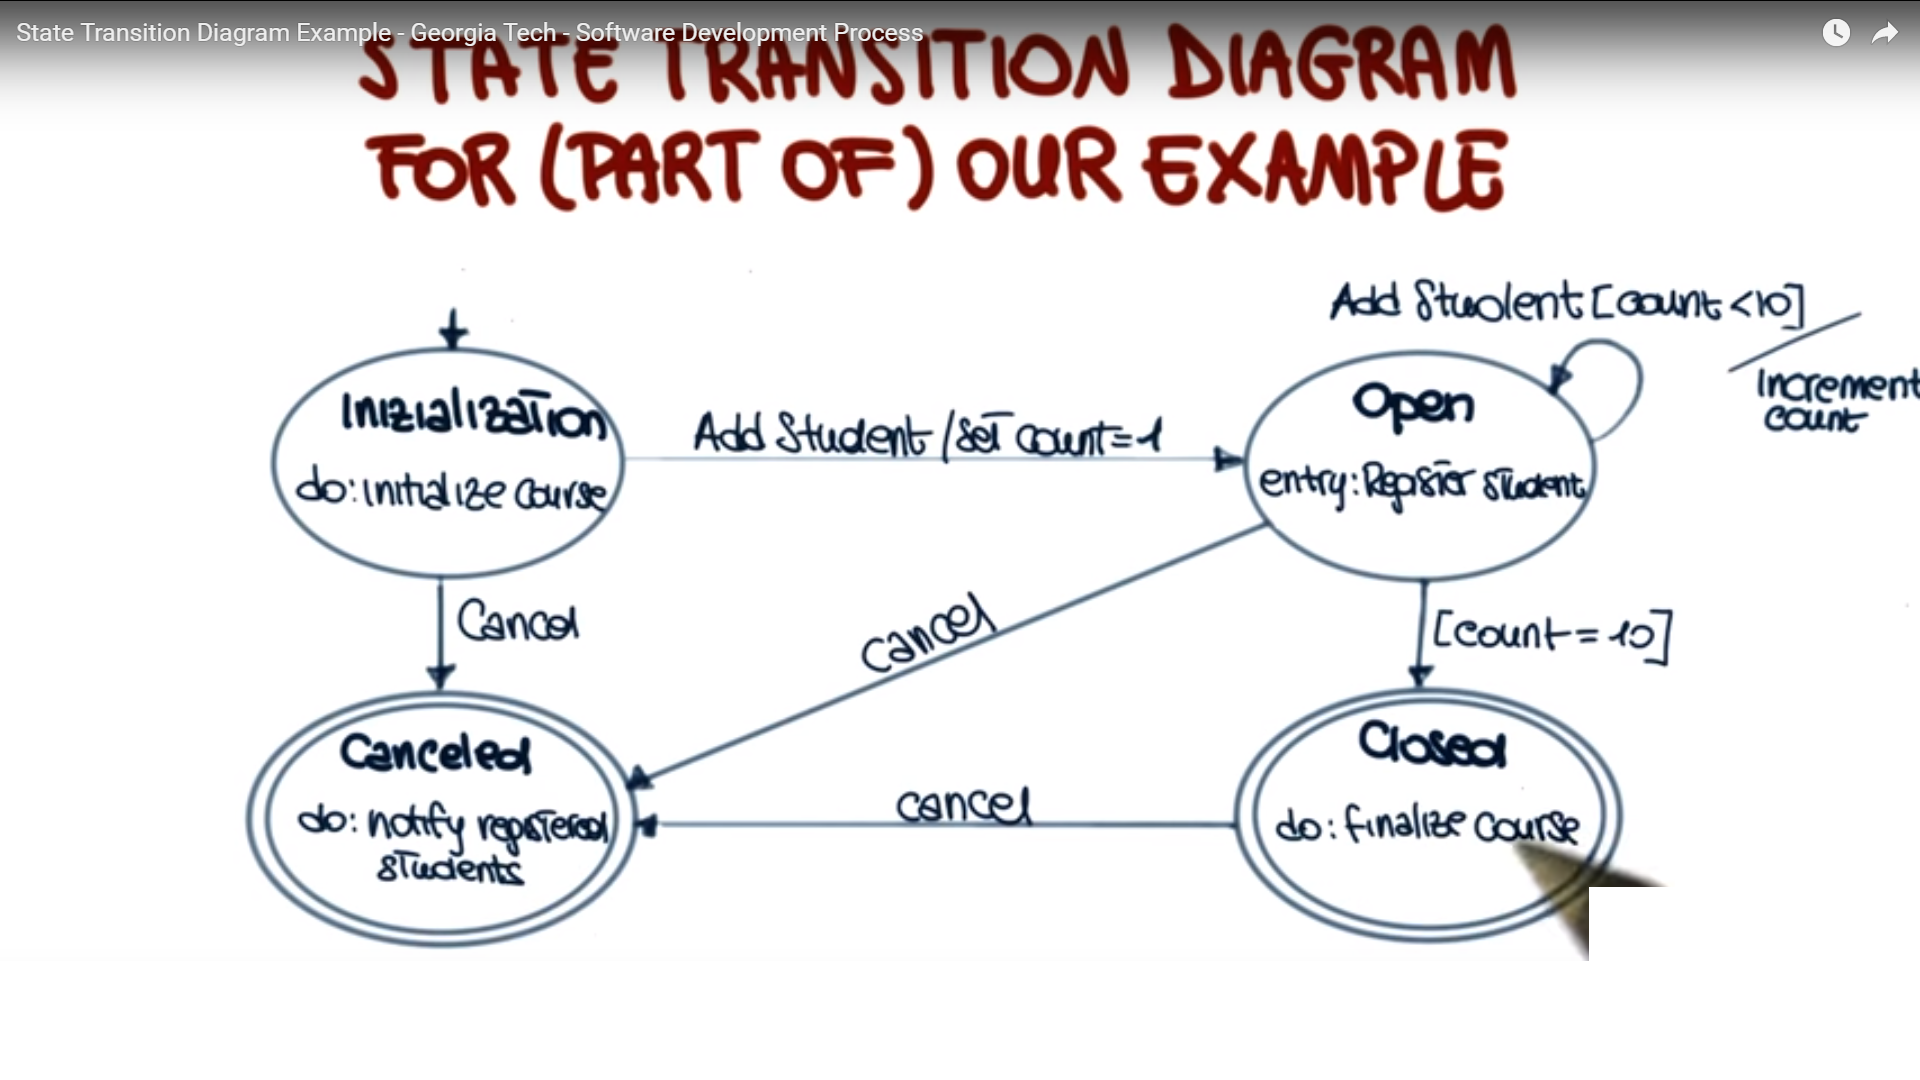 State Transition Diagram Example - Georgia Tech - Software Development Process
STATE TRANSITION DIAGRAM
FOR (PART OF) OUR EXAMPLE
Add Student [count <10]
/
Increment
count
Inizialization
do: initialize course
Add Student / set count=1
Open
entry: Register student
Cancel
cancel
[count = 10]
Canceled
do: notify registered
students
cancel
Closed
do: finalize course